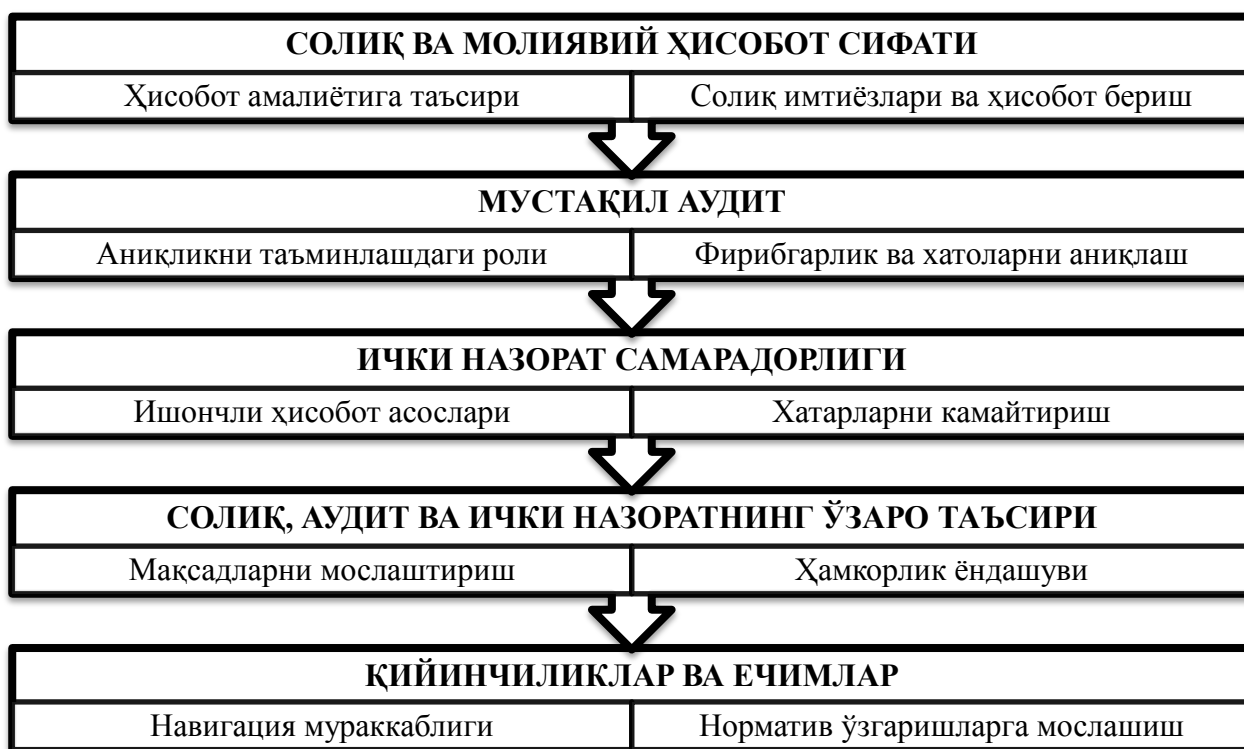 СОЛИҚ ВА МОЛИЯВИЙ ҲИСОБОТ СИФАТИ
Ҳисобот амалиётига таъсири
Солиқ имтиёзлари ва ҳисобот бериш
МУСТАҚИЛ АУДИТ
Аниқликни таъминлашдаги роли
Фирибгарлик ва хатоларни аниқлаш
ИЧКИ НАЗОРАТ САМАРАДОРЛИГИ
Ишончли ҳисобот асослари
Хатарларни камайтириш
СОЛИҚ, АУДИТ ВА ИЧКИ НАЗОРАТНИНГ ЎЗАРО ТАЪСИРИ
Мақсадларни мослаштириш
Ҳамкорлик ёндашуви
ҚИЙИНЧИЛИКЛАР ВА ЕЧИМЛАР
Навигация мураккаблиги
Норматив ўзгаришларга мослашиш